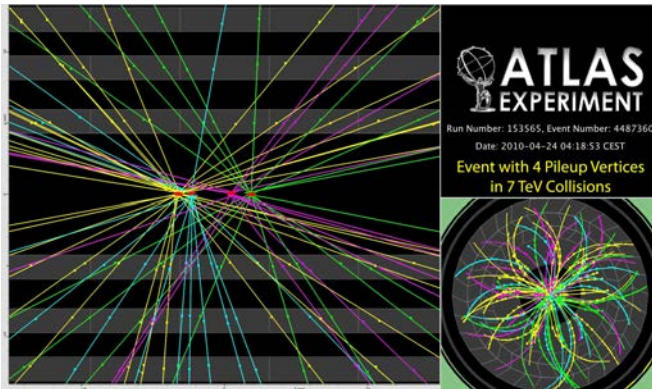 ATLAS
EXPERIMENT
Run Number: 153565, Event Number: 4487360
Date: 2010-04-24 04:18:53 CEST
Event with 4 Pileup Vertices
in 7 TeV Collisions